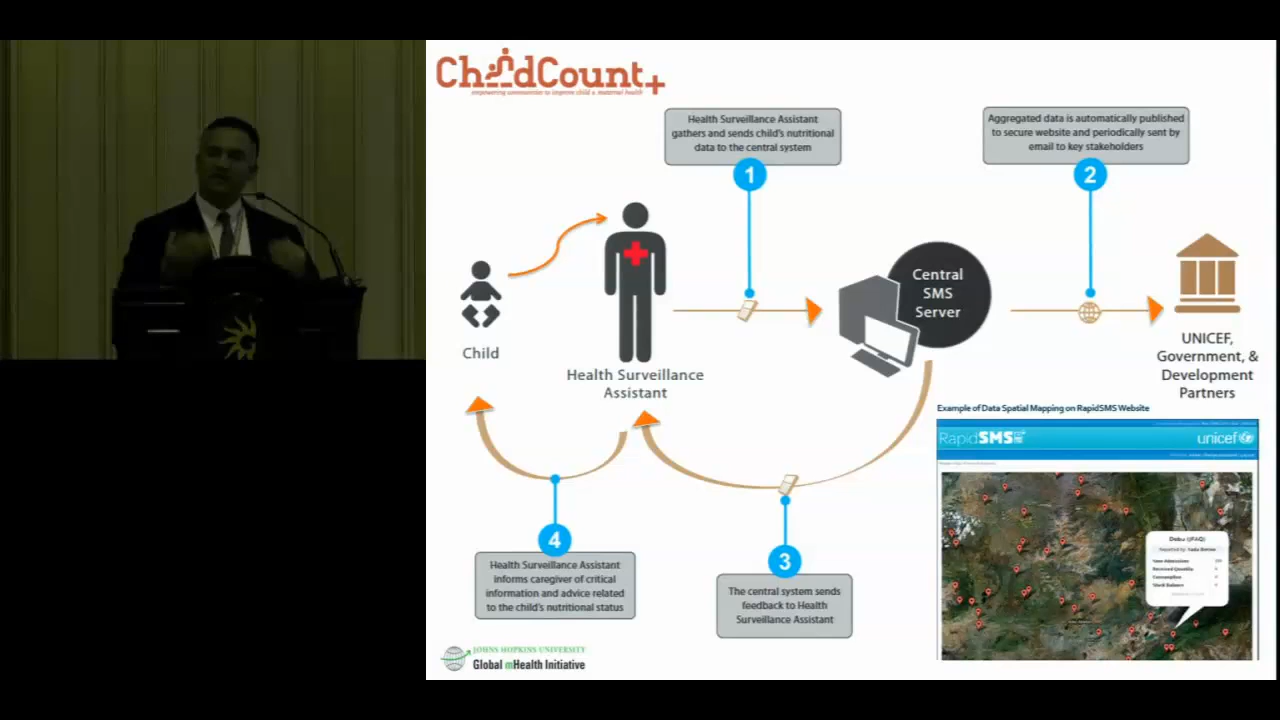 ChildCount+
empowering communities to improve child & maternal health
Health Surveillance Assistant
gathers and sends child's nutritional
data to the central system
1
Aggregated data is automatically published
to secure website and periodically sent by
email to key stakeholders
2
Child
Health Surveillance
Assistant
Central
SMS
Server
UNICEF,
Government, &
Development
Partners
4
Health Surveillance Assistant
informs caregiver of critical
information and advice related
to the child's nutritional status
3
The central system sends
feedback to Health
Surveillance Assistant
Example of Data Spatial Mapping on RapidSMS Website
RapidSMS
unicef
JOHNS HOPKINS UNIVERSITY
Global mHealth Initiative